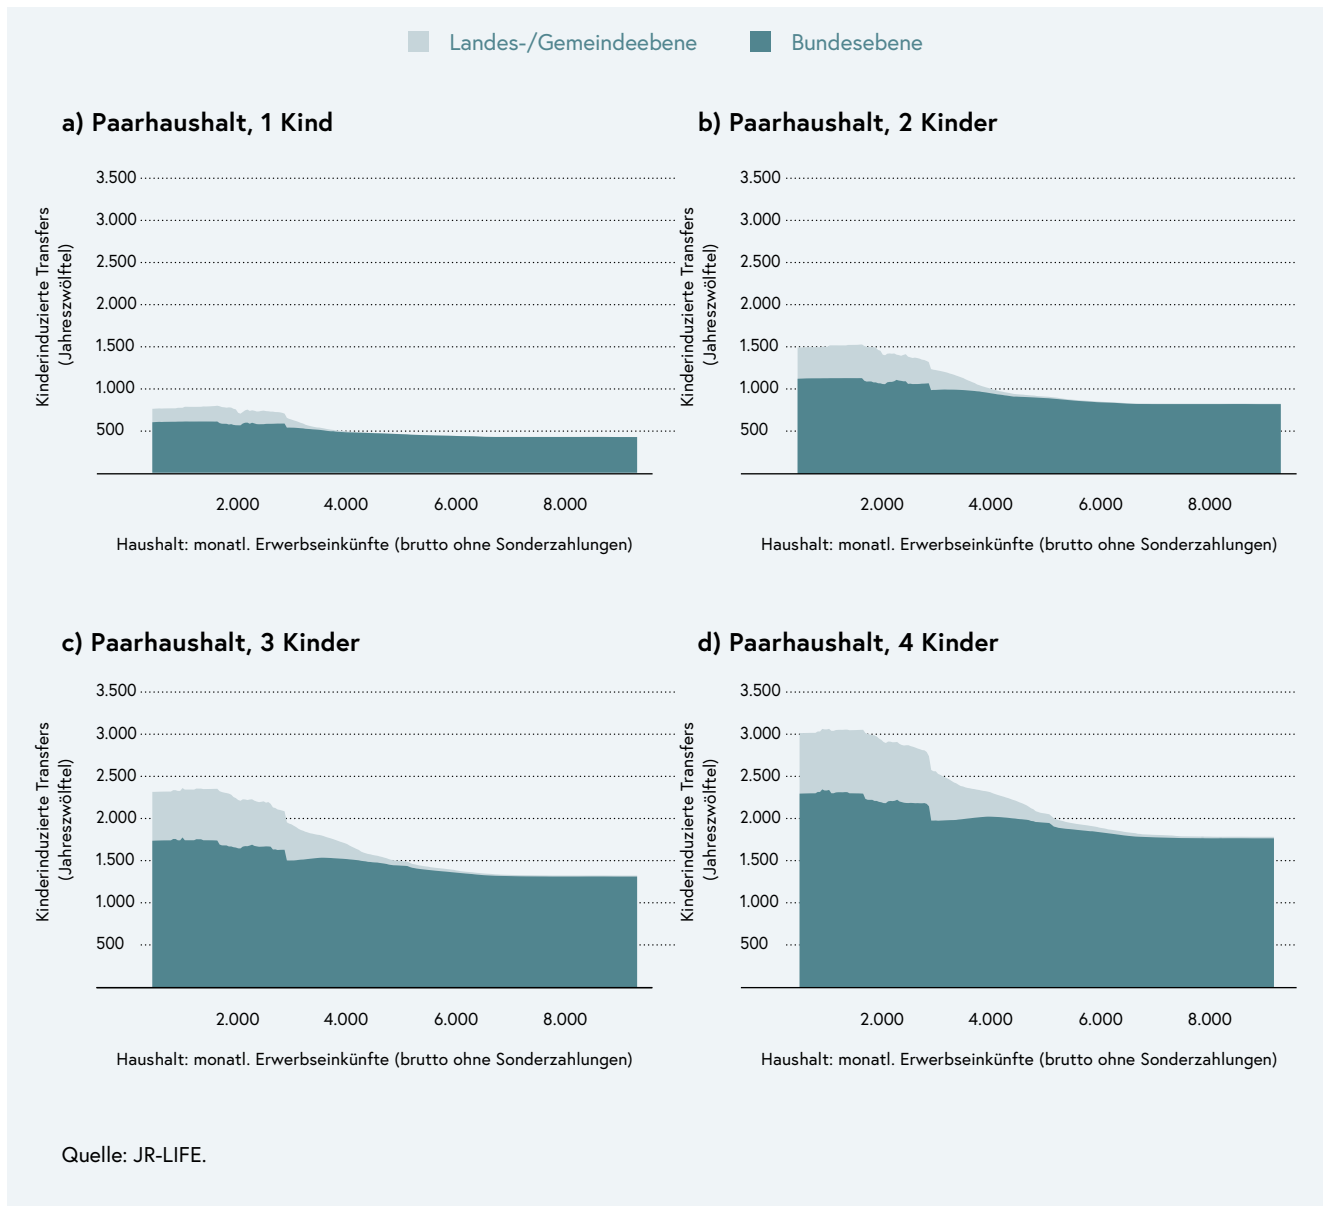 Landes-/Gemeindeebene Bundesebene
a) Paarhaushalt, 1 Kind
Kinderinduzierte Transfers
(Jahreszwölftel)
3.500
3.000
2.500
2.000
1.500
1.000
500
2.000 4.000 6.000 8.000
Haushalt: monatl. Erwerbseinkünfte (brutto ohne Sonderzahlungen)
b) Paarhaushalt, 2 Kinder
Kinderinduzierte Transfers
(Jahreszwölftel)
3.500
3.000
2.500
2.000
1.500
1.000
500
2.000 4.000 6.000 8.000
Haushalt: monatl. Erwerbseinkünfte (brutto ohne Sonderzahlungen)
c) Paarhaushalt, 3 Kinder
Kinderinduzierte Transfers
(Jahreszwölftel)
3.500
3.000
2.500
2.000
1.500
1.000
500
2.000 4.000 6.000 8.000
Haushalt: monatl. Erwerbseinkünfte (brutto ohne Sonderzahlungen)
d) Paarhaushalt, 4 Kinder
Kinderinduzierte Transfers
(Jahreszwölftel)
3.500
3.000
2.500
2.000
1.500
1.000
500
2.000 4.000 6.000 8.000
Haushalt: monatl. Erwerbseinkünfte (brutto ohne Sonderzahlungen)
Quelle: JR-LIFE.